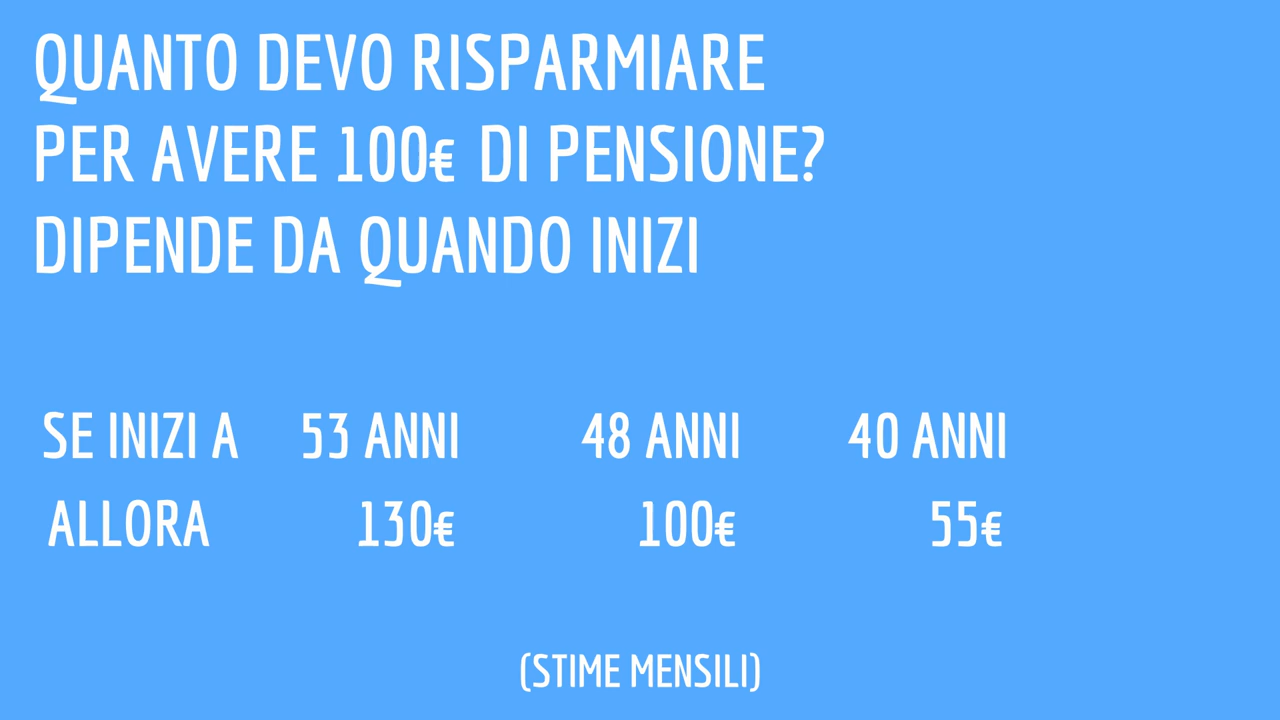 QUANTO DEVO RISPARMIARE
PER AVERE 100€ DI PENSIONE?
DIPENDE DA QUANDO INIZI
SE INIZI A 53 ANNI 48 ANNI 40 ANNI
ALLORA 130€ 100€ 55€
(STIME MENSILI)